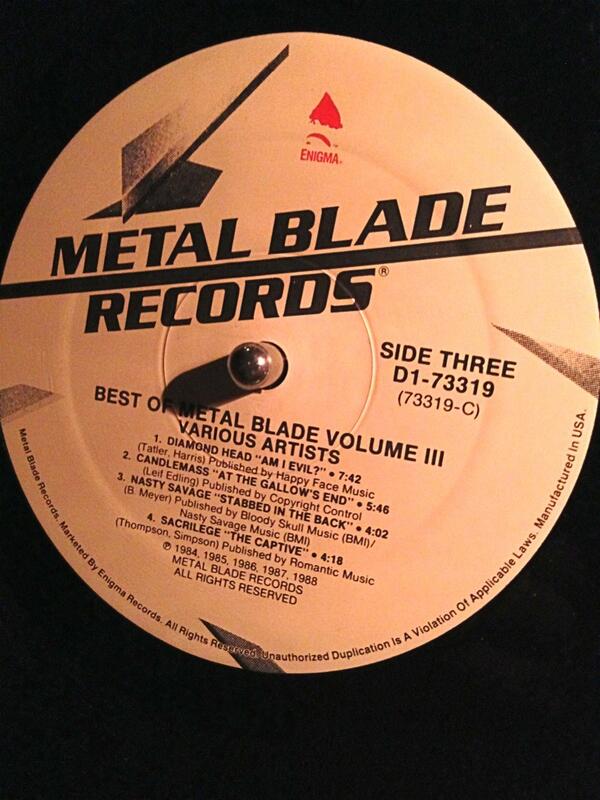 ENIGMA®
METAL BLADE
RECORDS®
SIDE THREE
D1-73319
(73319-C)
BEST OF METAL BLADE VOLUME III
VARIOUS ARTISTS
1. DIAMOND HEAD "AM I EVIL?" • 7:42
(Tatler, Harris) Published by Happy Face Music
2. CANDLEMASS "AT THE GALLOW'S END" • 5:46
(Leif Edling) Published by Copyright Control
3. NASTY SAVAGE "STABBED IN THE BACK" • 4:02
(B. Meyer) Published by Bloody Skull Music (BMI)/
Nasty Savage Music (BMI)
4. SACRILEGE "THE CAPTIVE" • 4:18
(Thompson, Simpson) Published by Romantic Music
℗ 1984, 1985, 1986, 1987, 1988
METAL BLADE RECORDS
ALL RIGHTS RESERVED
Metal Blade Records. Marketed By Enigma Records. All Rights Reserved. Unauthorized Duplication Is A Violation Of Applicable Laws. Manufactured In USA.